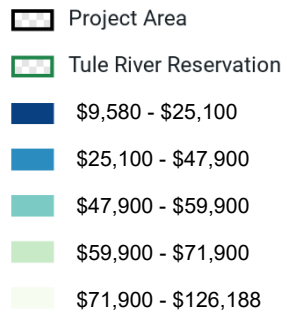 Project Area
Tule River Reservation
$9,580 - $25,100
$25,100 - $47,900
$47,900 - $59,900
$59,900 - $71,900
$71,900 - $126,188